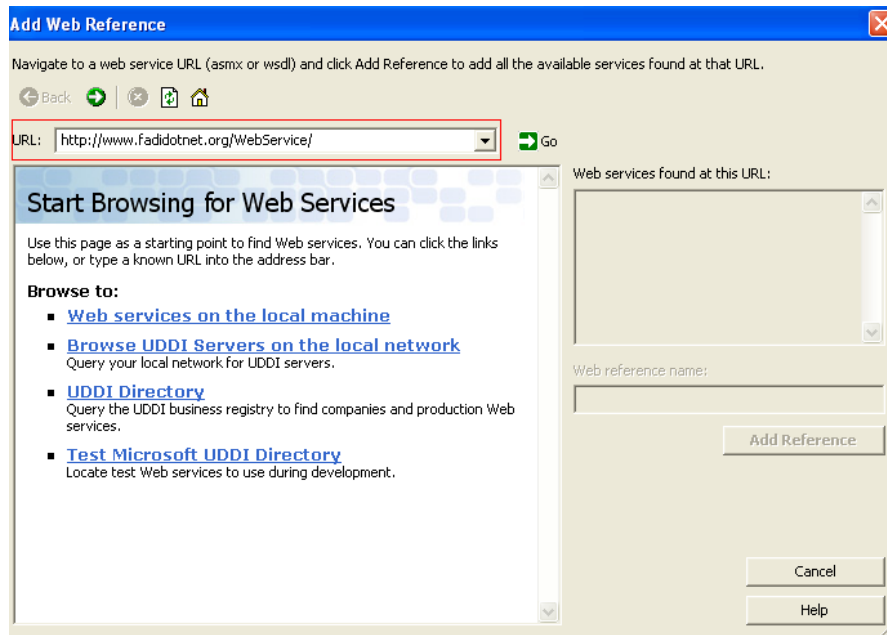 Add Web Reference
Navigate to a web service URL (asmx or wsdl) and click Add Reference to add all the available services found at that URL.
Back
URL: http://www.fadidotnet.org/WebService/ Go
Start Browsing for Web Services
Use this page as a starting point to find Web services. You can click the links
below, or type a known URL into the address bar.
Browse to:
Web services on the local machine
Browse UDDI Servers on the local network
Query your local network for UDDI servers.
UDDI Directory
Query the UDDI business registry to find companies and production Web
services.
Test Microsoft UDDI Directory
Locate test Web services to use during development.
Web services found at this URL:
Web reference name:
Add Reference
Cancel
Help